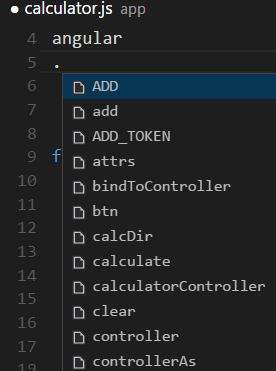 ● calculator.js app
4 angular
5 .
6 ADD
7 add
8 ADD_TOKEN
attrs
9 f
10 bindToController
11 btn
12 calcDir
13 calculate
14 calculatorController
15 clear
16 controller
17 controllerAs
18